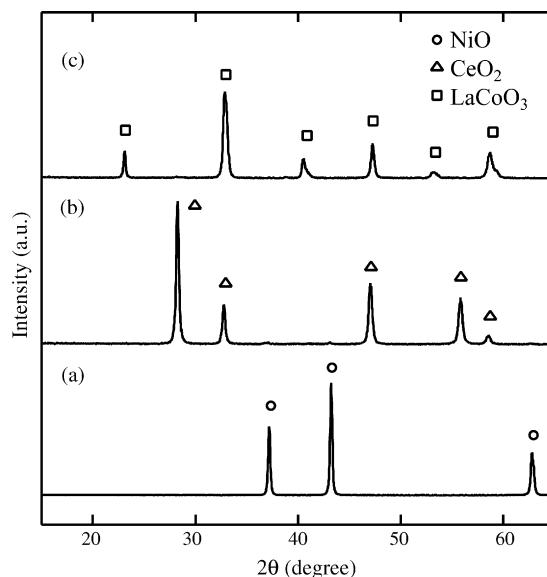 (c)
NiO
CeO₂
LaCoO₃
(b)
(a)
Intensity (a.u.)
20 30 40 50 60
2θ (degree)